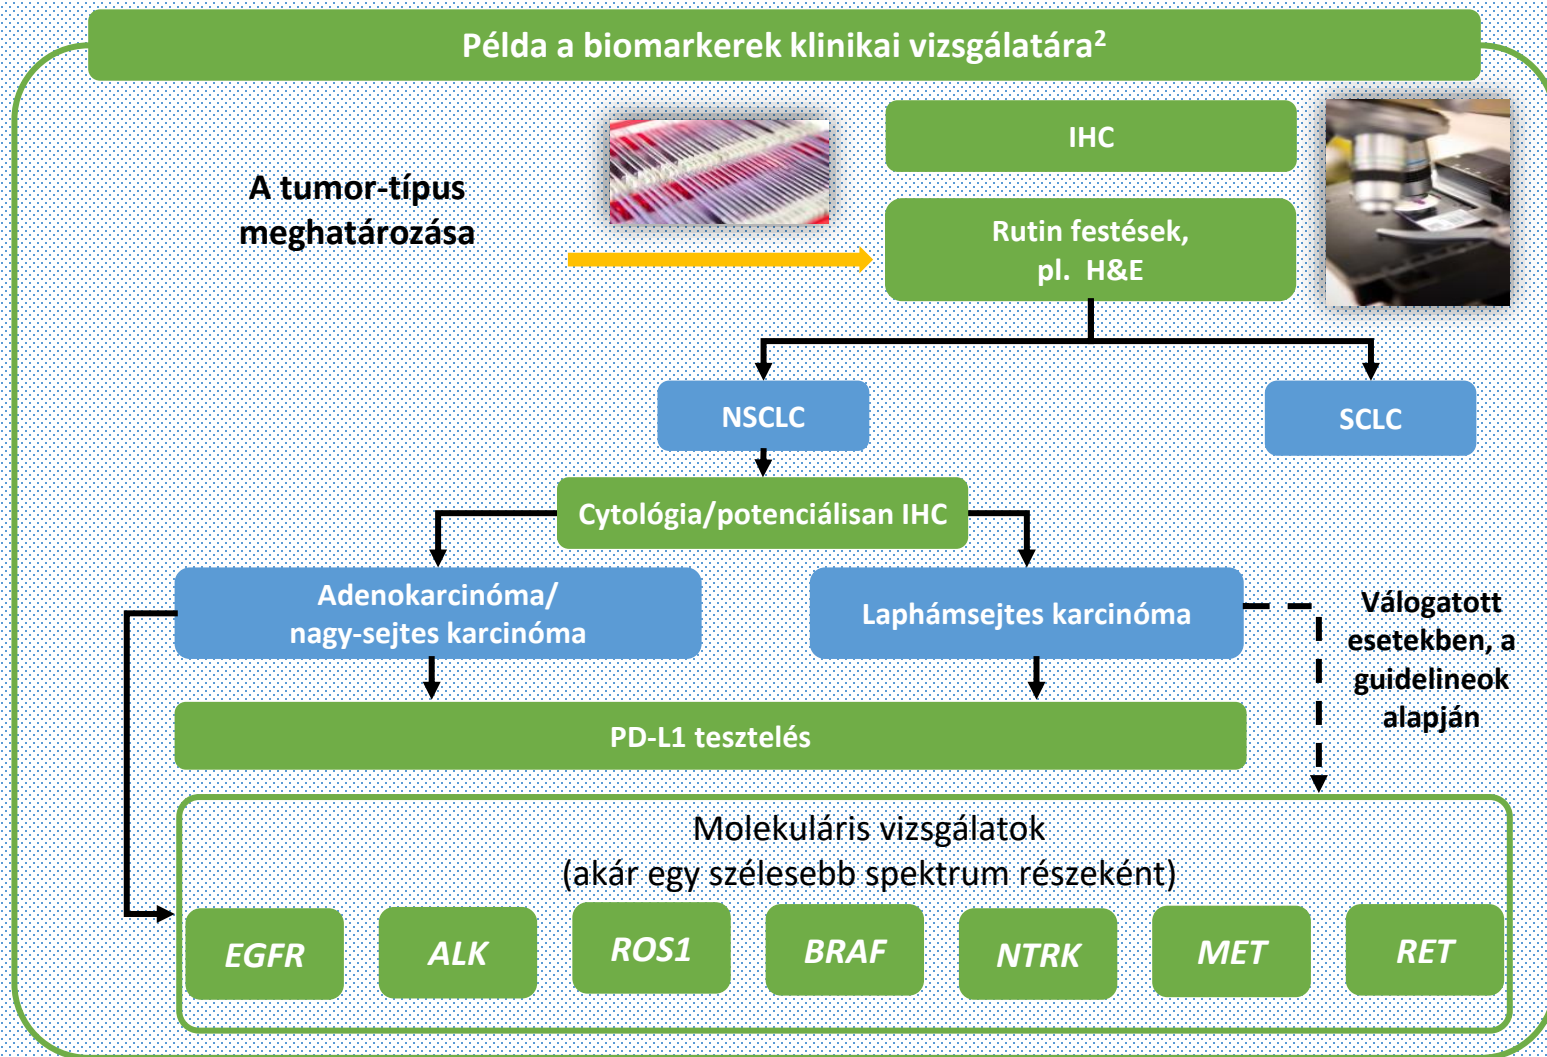 Példa a biomarkerek klinikai vizsgálatára²
IHC
A tumor-típus
meghatározása
Rutin festések,
pl. H&E
NSCLC
SCLC
Cytológia/potenciálisan IHC
Adenokarcinóma/
nagy-sejtes karcinóma
Laphámsejtes karcinóma
Válogatott
esetekben, a
guidelineok
alapján
PD-L1 tesztelés
Molekuláris vizsgálatok
(akár egy szélesebb spektrum részeként)
EGFR
ALK
ROS1
BRAF
NTRK
MET
RET